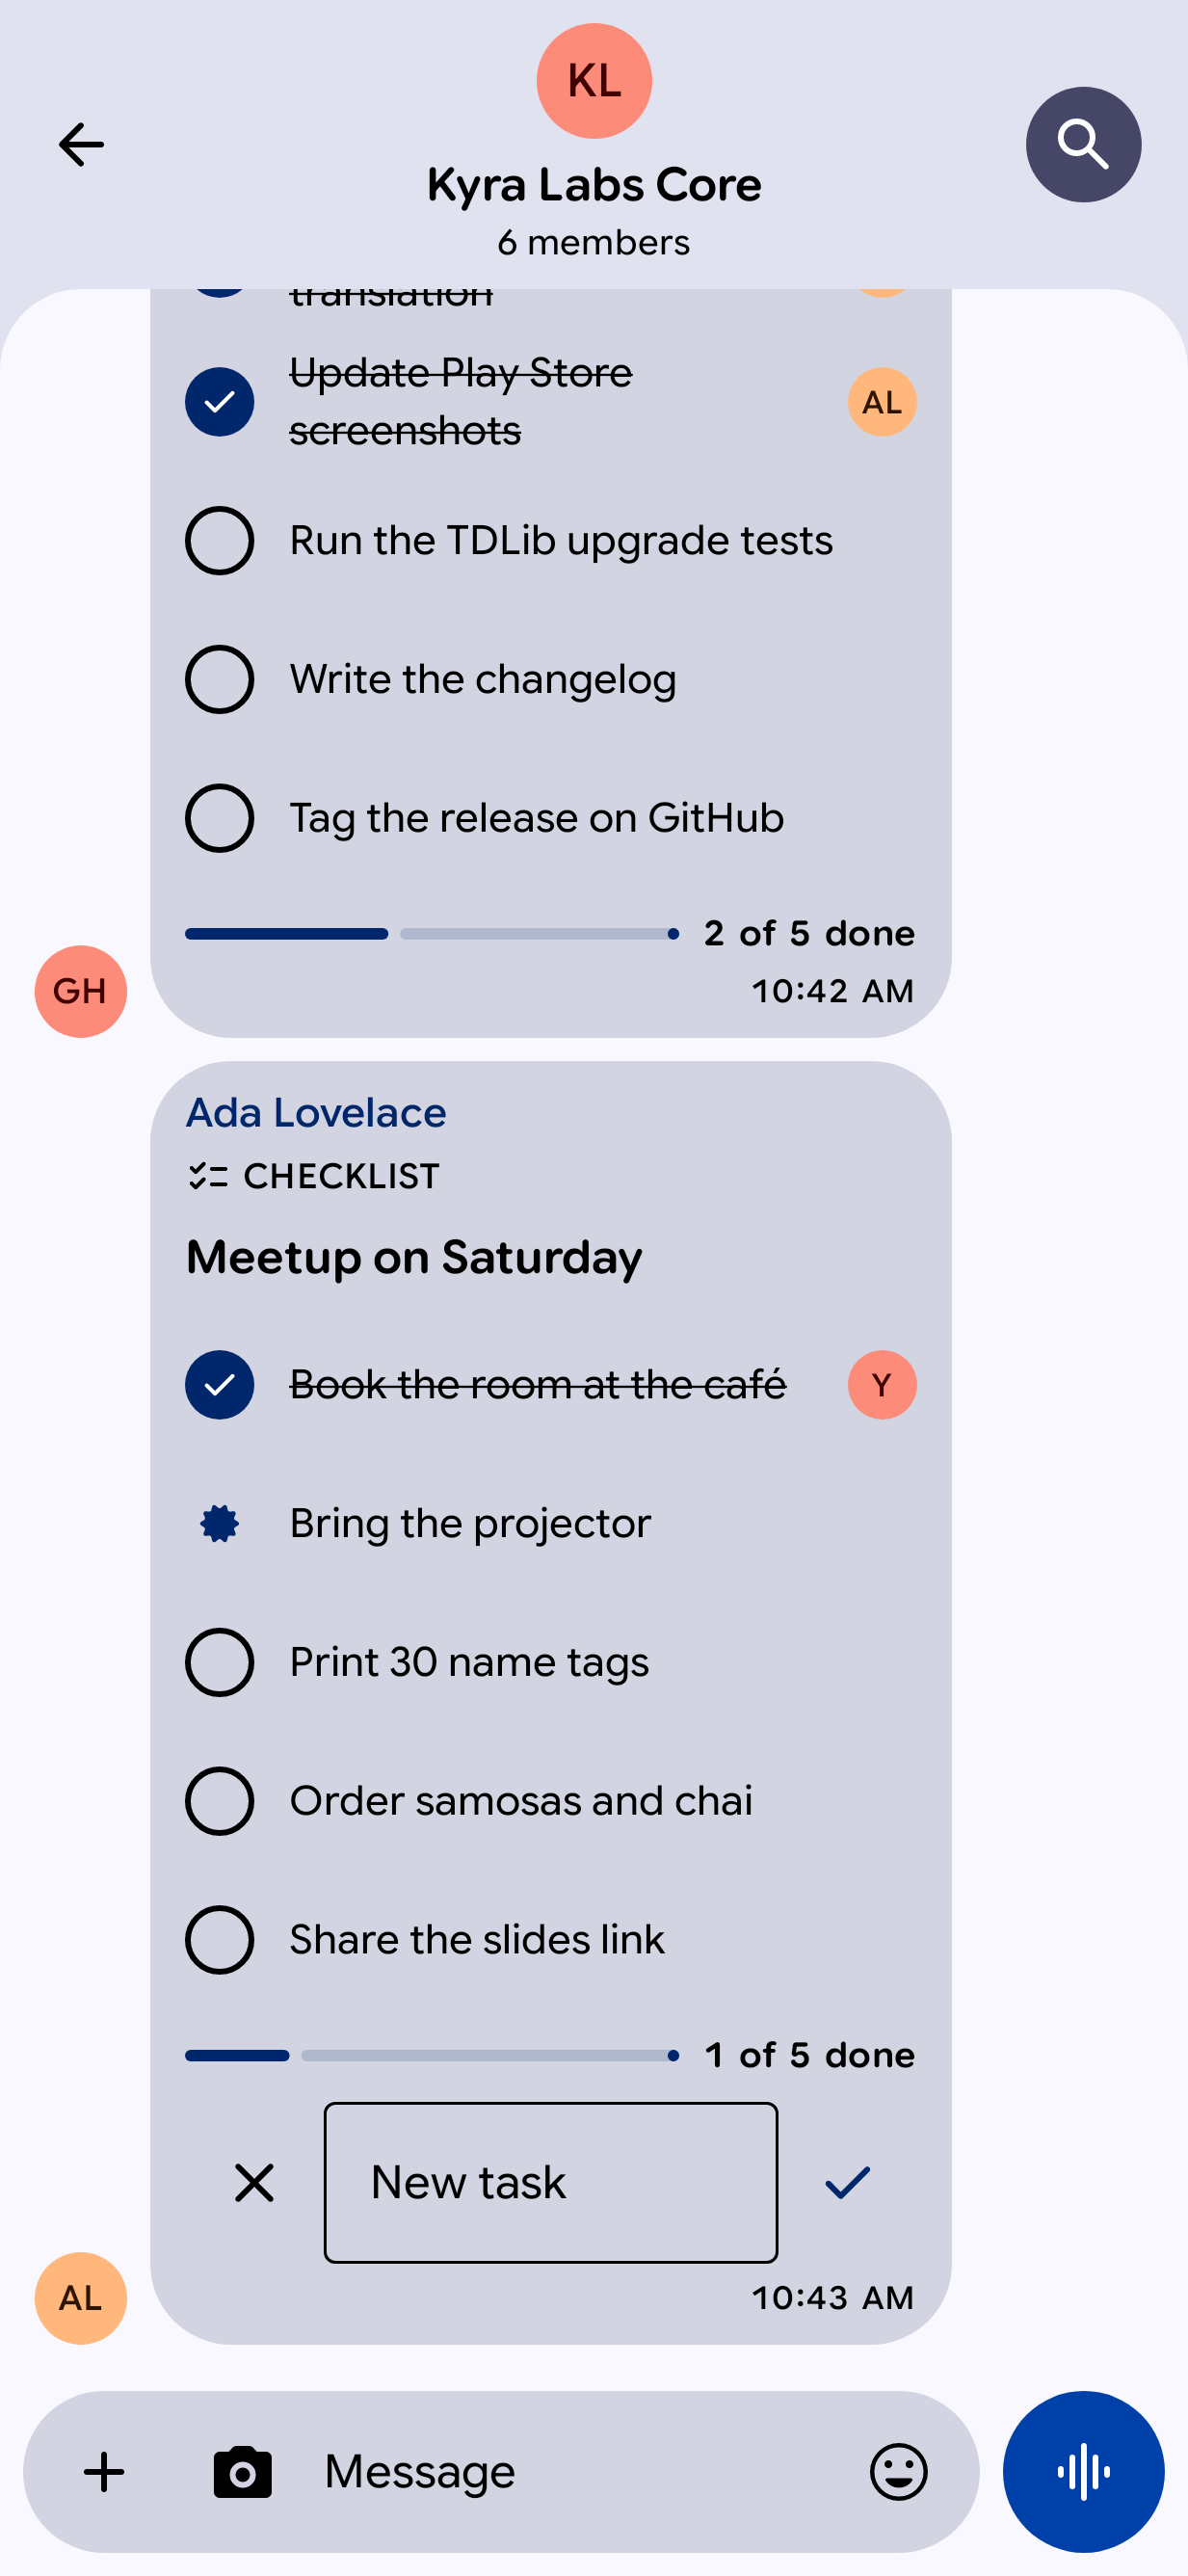 KL
Kyra Labs Core
6 members
translation
Update Play Store
screenshots
AL
Run the TDLib upgrade tests
Write the changelog
Tag the release on GitHub
2 of 5 done
10:42 AM
GH
Ada Lovelace
CHECKLIST
Meetup on Saturday
Book the room at the café
Y
Bring the projector
Print 30 name tags
Order samosas and chai
Share the slides link
1 of 5 done
New task
10:43 AM
AL
Message